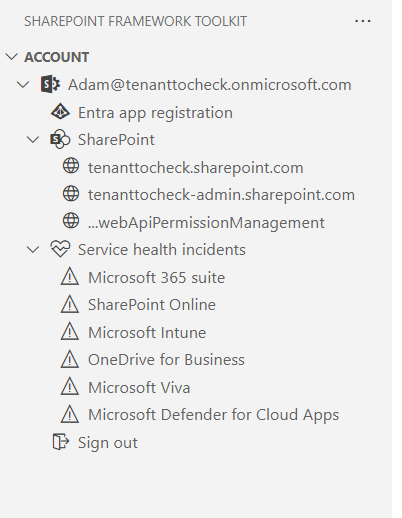 SHAREPOINT FRAMEWORK TOOLKIT
ACCOUNT
Adam@tenanttocheck.onmicrosoft.com
Entra app registration
SharePoint
tenanttocheck.sharepoint.com
tenanttocheck-admin.sharepoint.com
...webApiPermissionManagement
Service health incidents
Microsoft 365 suite
SharePoint Online
Microsoft Intune
OneDrive for Business
Microsoft Viva
Microsoft Defender for Cloud Apps
Sign out